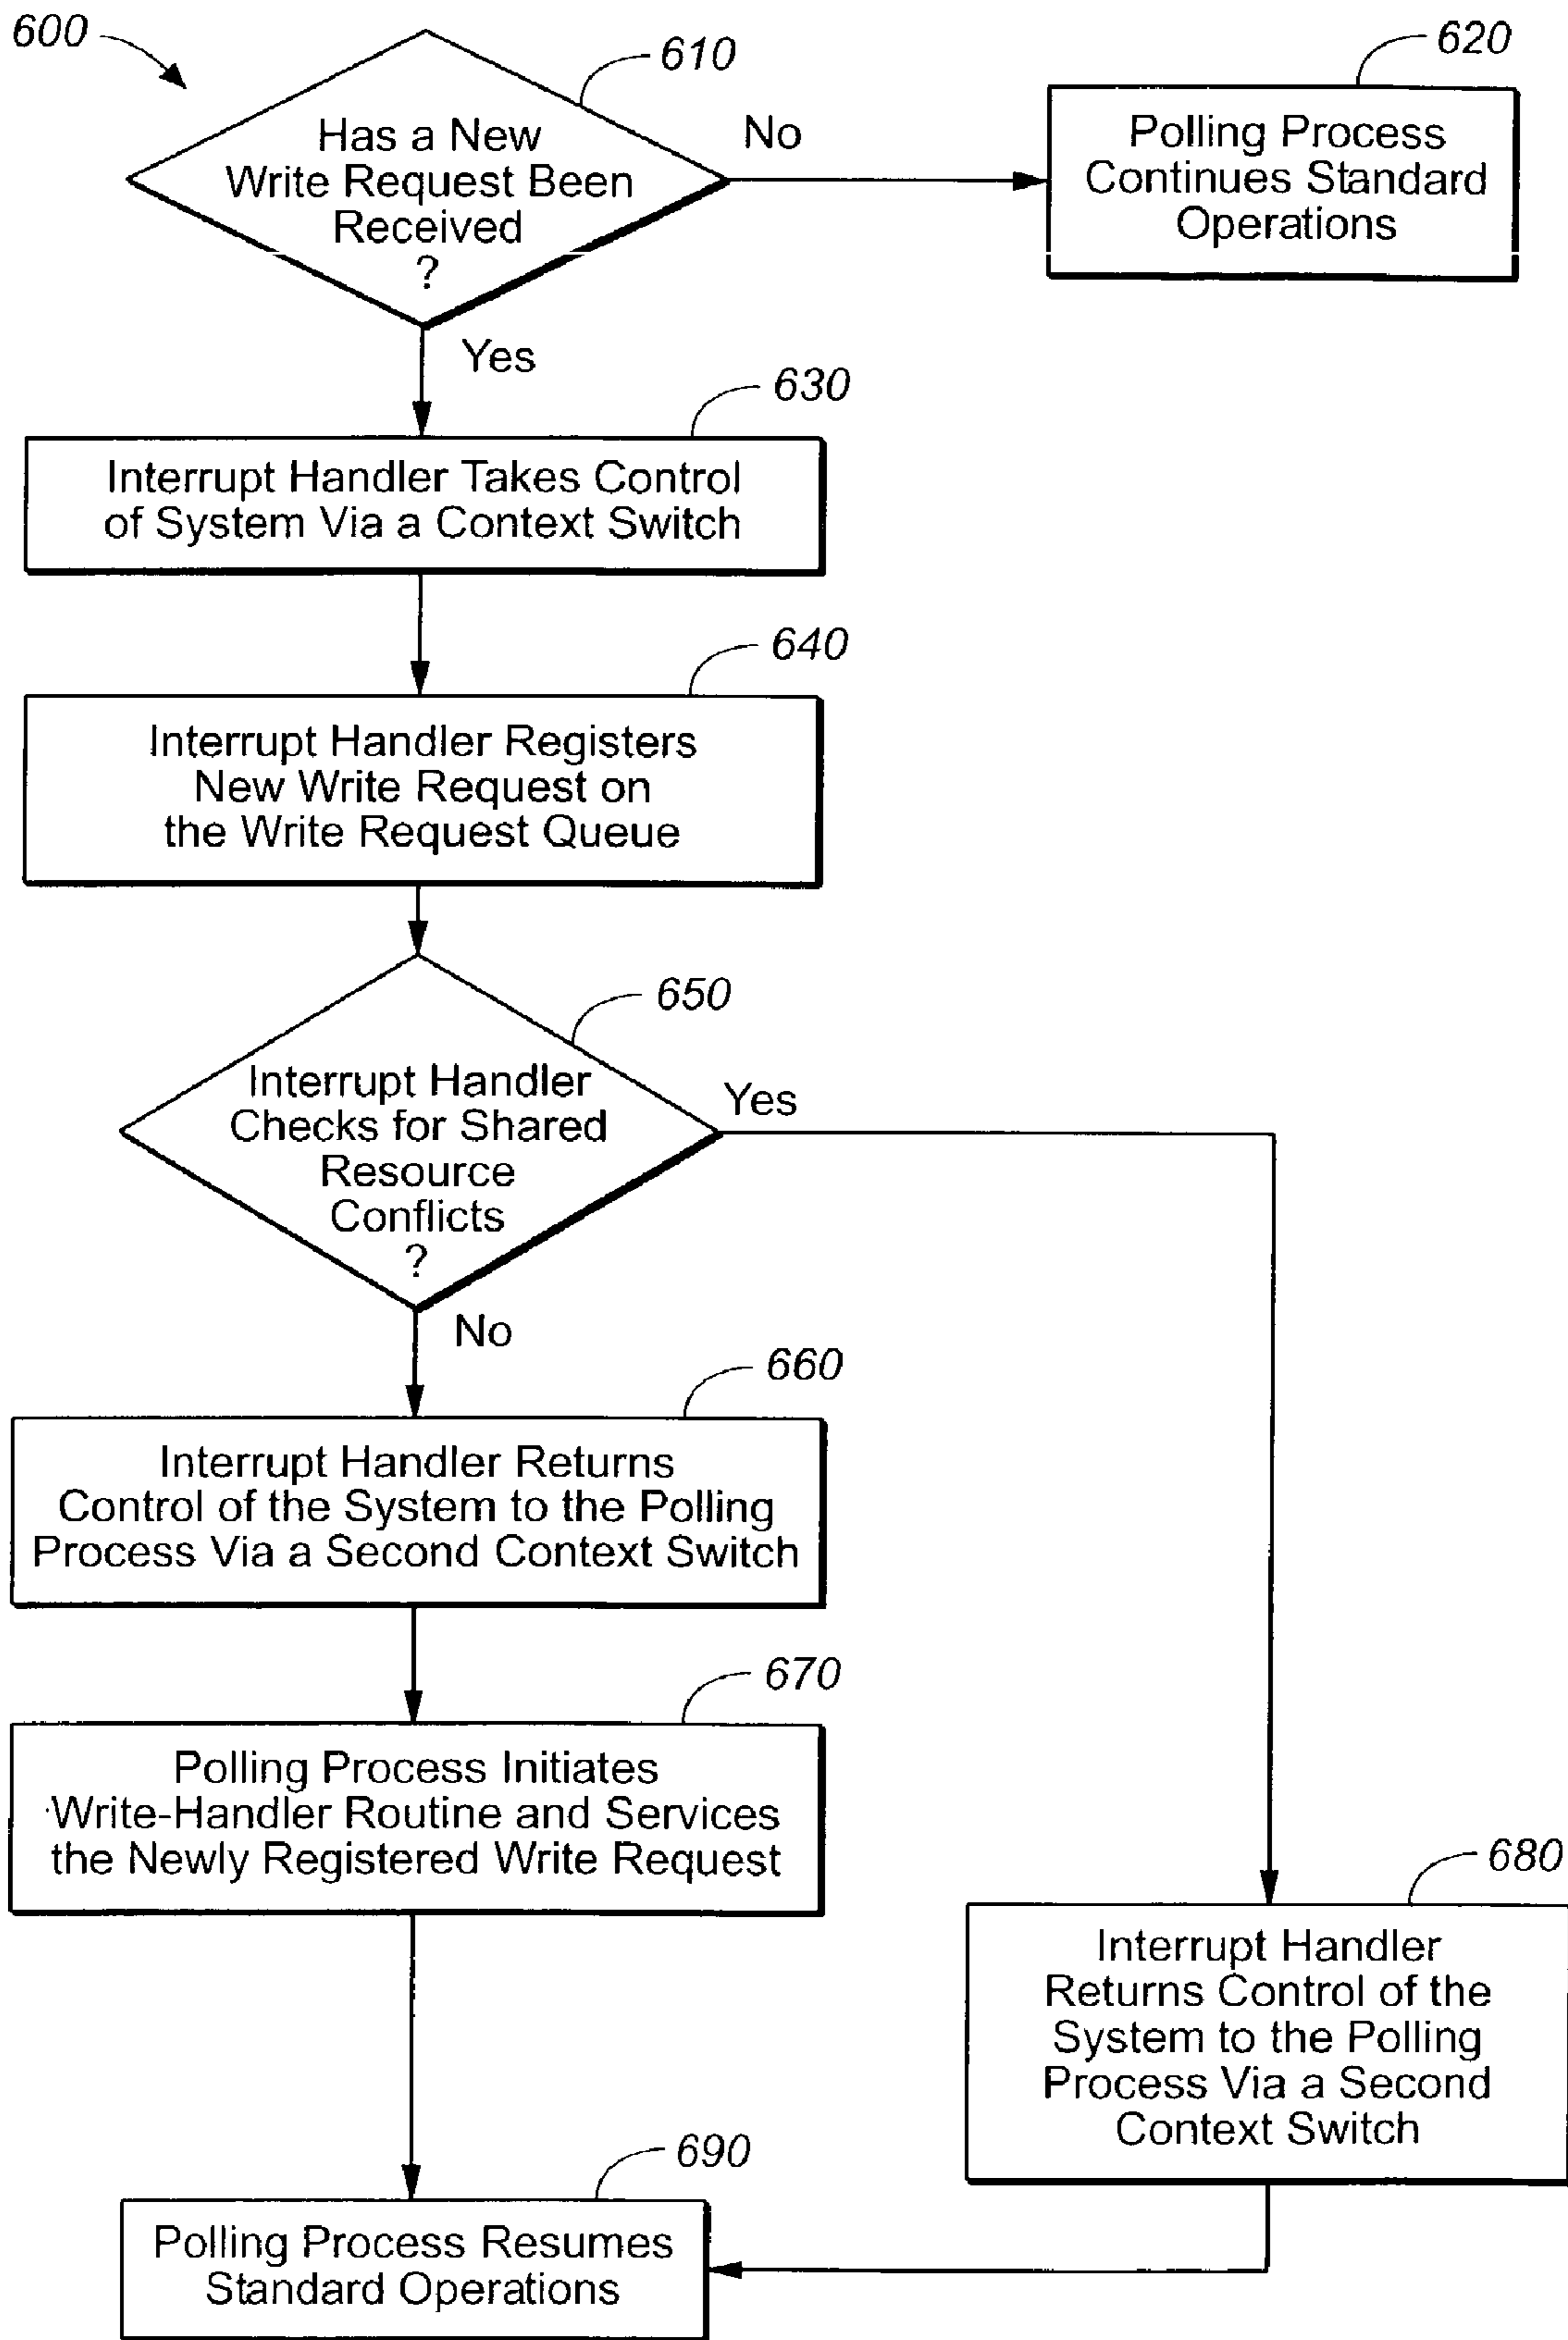 600
610
Has a New
Write Request Been
Received
?
No
620
Polling Process
Continues Standard
Operations
Yes
630
Interrupt Handler Takes Control
of System Via a Context Switch
640
Interrupt Handler Registers
New Write Request on
the Write Request Queue
650
Interrupt Handler
Checks for Shared
Resource
Conflicts
?
Yes
No
660
Interrupt Handler Returns
Control of the System to the Polling
Process Via a Second Context Switch
670
Polling Process Initiates
Write-Handler Routine and Services
the Newly Registered Write Request
680
Interrupt Handler
Returns Control of the
System to the Polling
Process Via a Second
Context Switch
690
Polling Process Resumes
Standard Operations